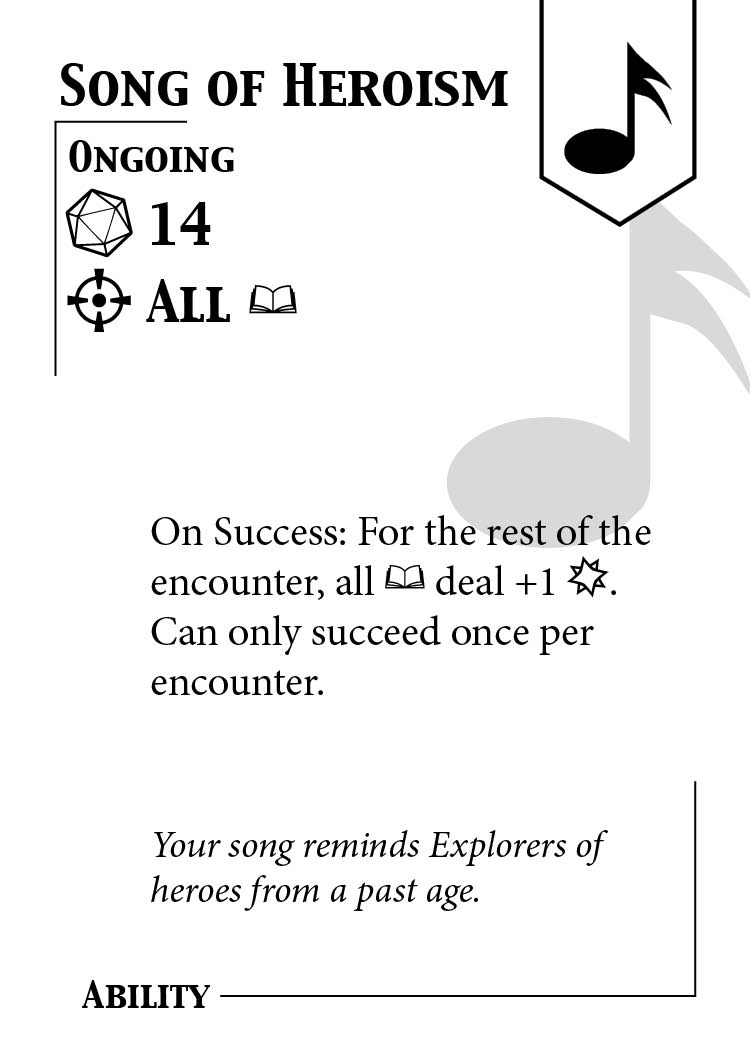 Song of Heroism
Ongoing
14
All
On Success: For the rest of the
encounter, all deal +1 .
Can only succeed once per
encounter.
Your song reminds Explorers of
heroes from a past age.
Ability